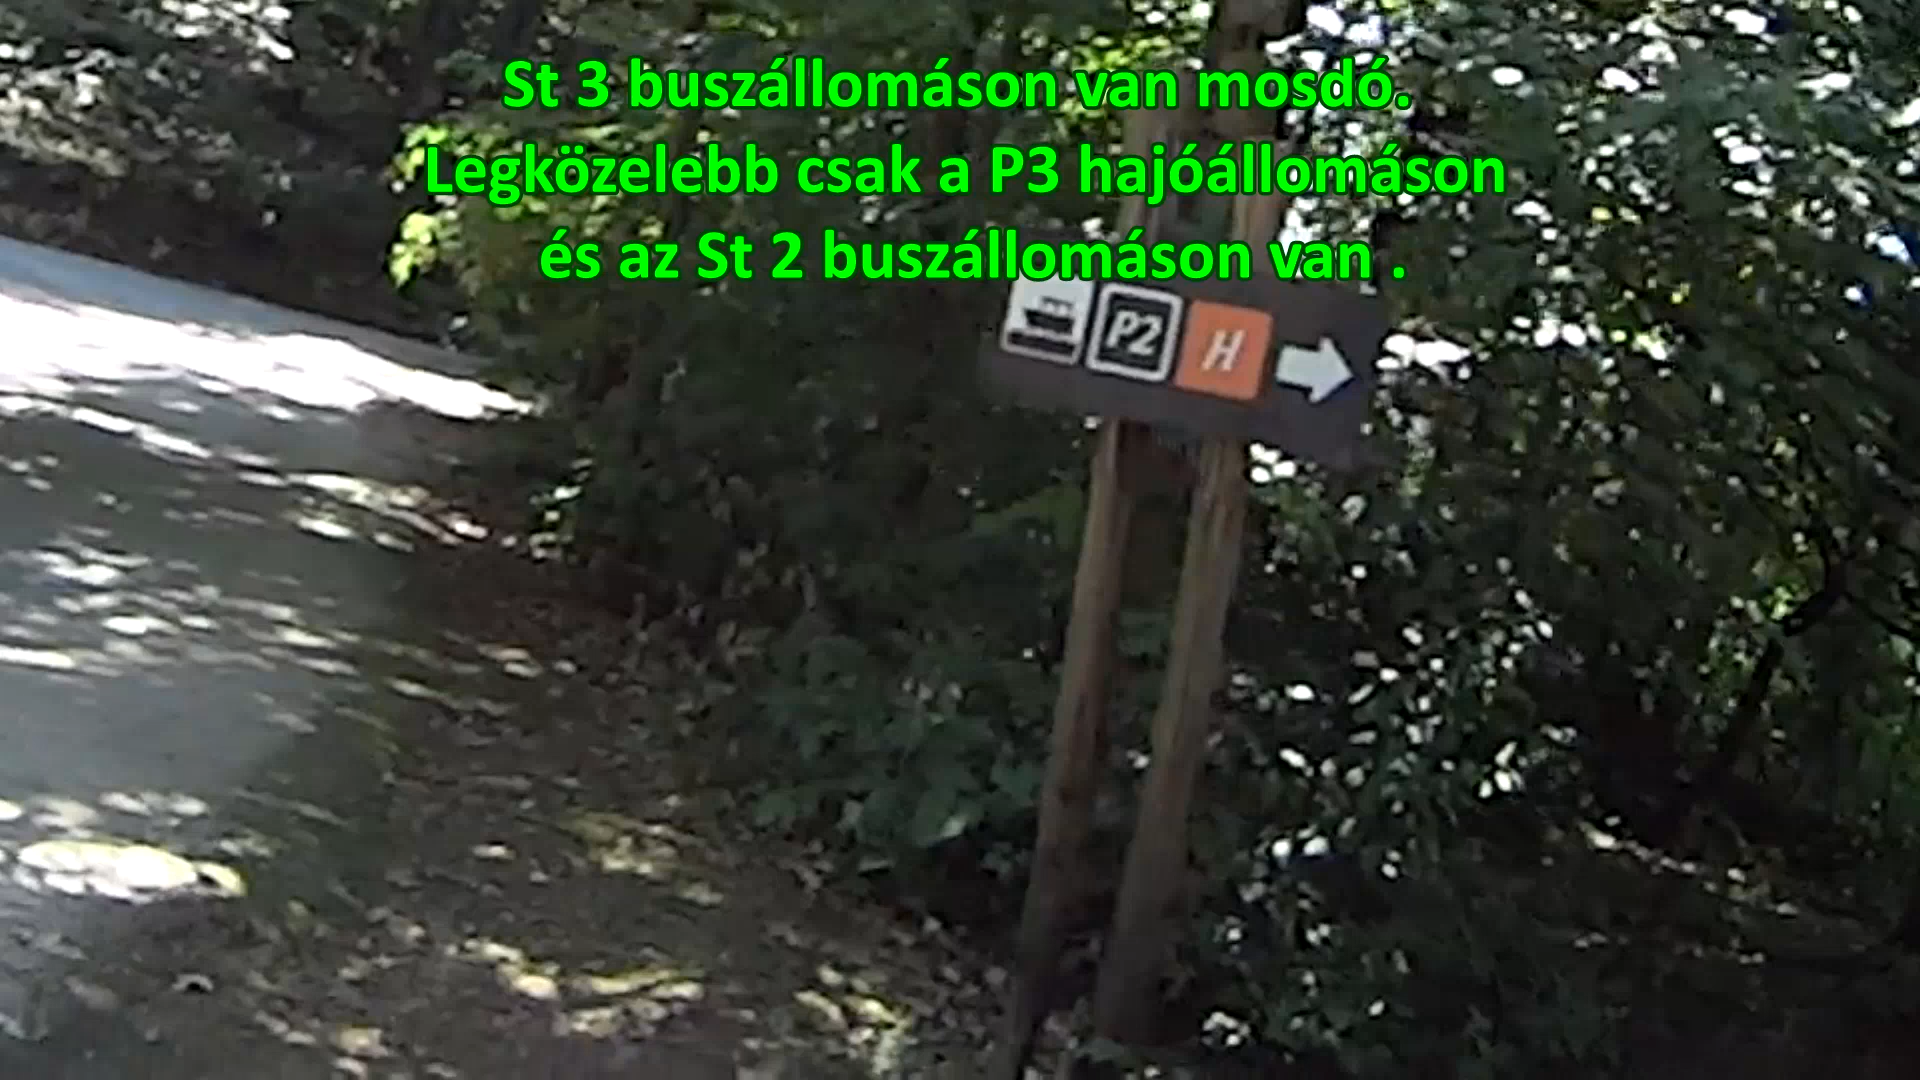 St 3 buszállomáson van mosdó.
Legközelebb csak a P3 hajóállomáson
és az St 2 buszállomáson van .
P2 H